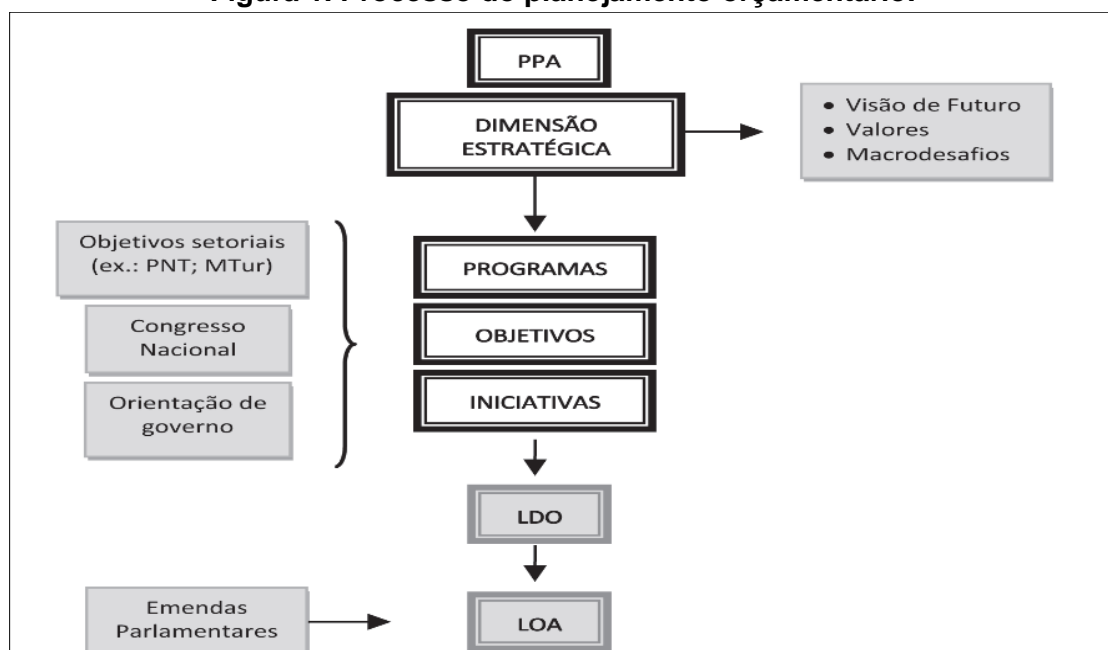 Figura 1. Processo de planejamento orçamentário.
PPA
DIMENSÃO
ESTRATÉGICA
• Visão de Futuro
• Valores
• Macrodesafios
Objetivos setoriais
(ex.: PNT; MTur)
Congresso
Nacional
Orientação de
governo
PROGRAMAS
OBJETIVOS
INICIATIVAS
LDO
Emendas
Parlamentares
LOA